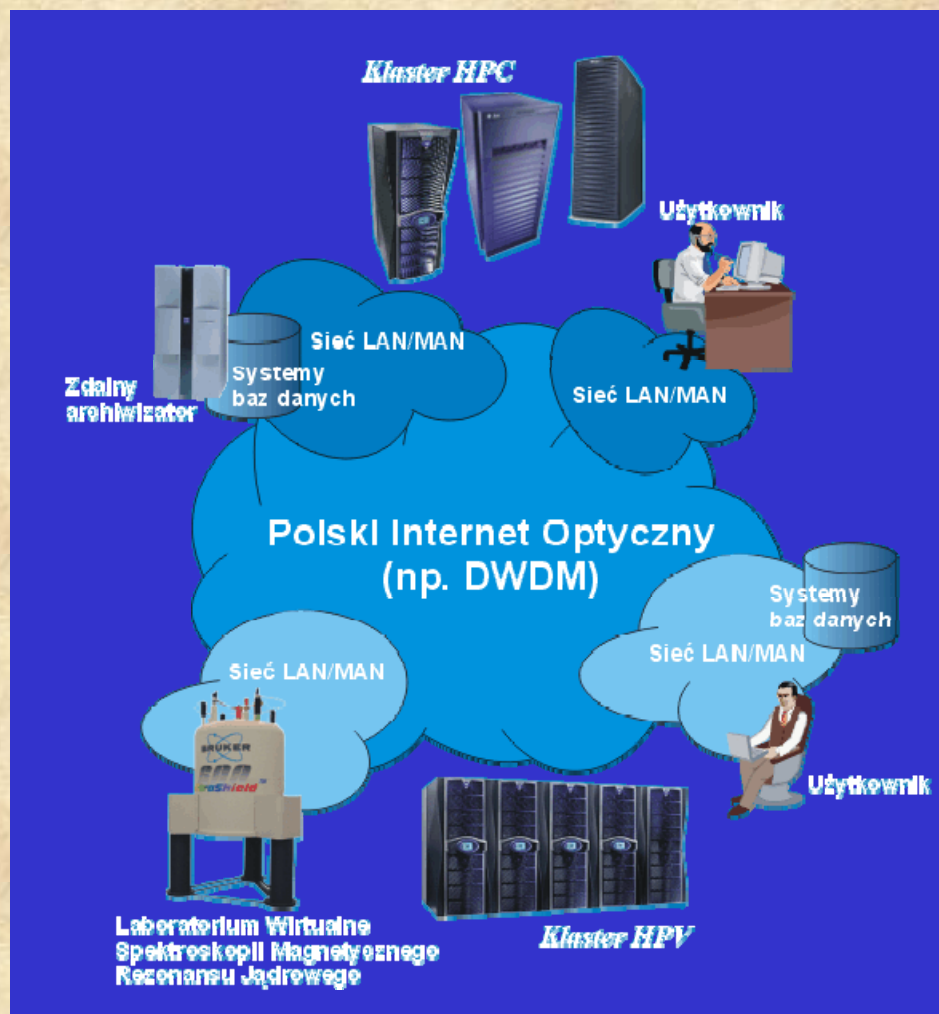 Klaster HPC
Użytkownik
Sieć LAN/MAN
Systemy
baz danych
Zdalny
archiwizator
Sieć LAN/MAN
Polski Internet Optyczny
(np. DWDM)
Systemy
baz danych
Sieć LAN/MAN
Sieć LAN/MAN
BRUKER
600
UltraShield™
Użytkownik
Laboratorium Wirtualne
Spektroskopii Magnetycznego
Rezonansu Jądrowego
Klaster HPV